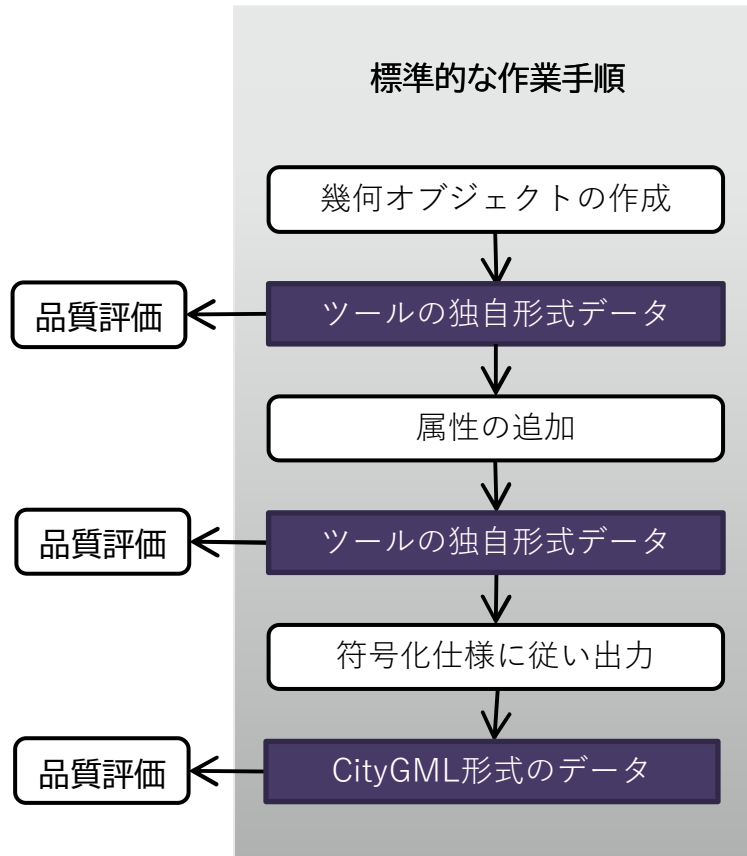 標準的な作業手順
幾何オブジェクトの作成
品質評価
ツールの独自形式データ
属性の追加
品質評価
ツールの独自形式データ
符号化仕様に従い出力
品質評価
CityGML形式のデータ